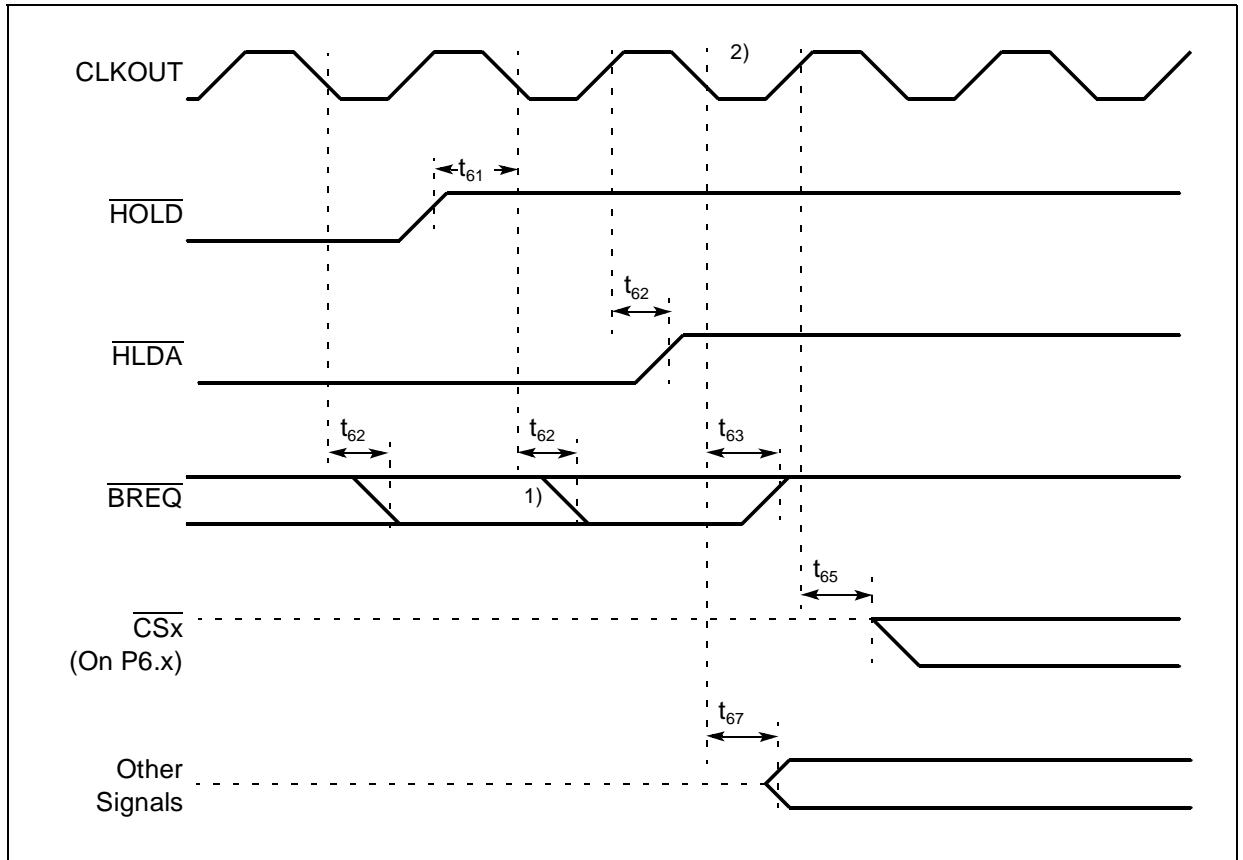 2)
CLKOUT
t61
HOLD
t62
HLDA
t62
t62
t63
BREQ
1)
t65
CSx
(On P6.x)
t67
Other
Signals